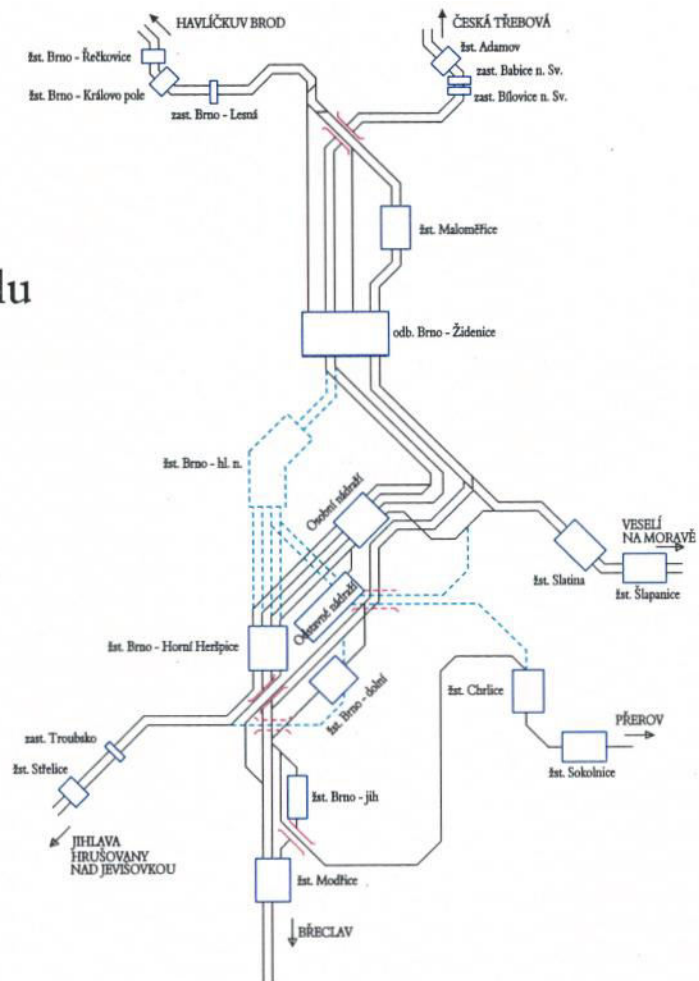 HAVLÍČKUV BROD
ČESKÁ TŘEBOVÁ
žst. Brno - Řečkovice
žst. Adamov
zast. Babice n. Sv.
žst. Brno - Královo pole
zast. Brno - Lesná
zast. Bílovice n. Sv.
žst. Maloměřice
lu
odb. Brno - Židenice
žst. Brno - hl. n.
Osobní nádraží
VESELÍ
NA MORAVĚ
žst. Slatina
žst. Šlapanice
Odstavné nádraží
žst. Brno - Horní Heršpice
žst. Brno - dolní
žst. Chrlice
PŘEROV
zast. Troubsko
žst. Sokolnice
žst. Střelice
žst. Brno - jih
JIHLAVA
HRUŠOVANY
NAD JEVIŠOVKOU
žst. Modřice
BŘECLAV